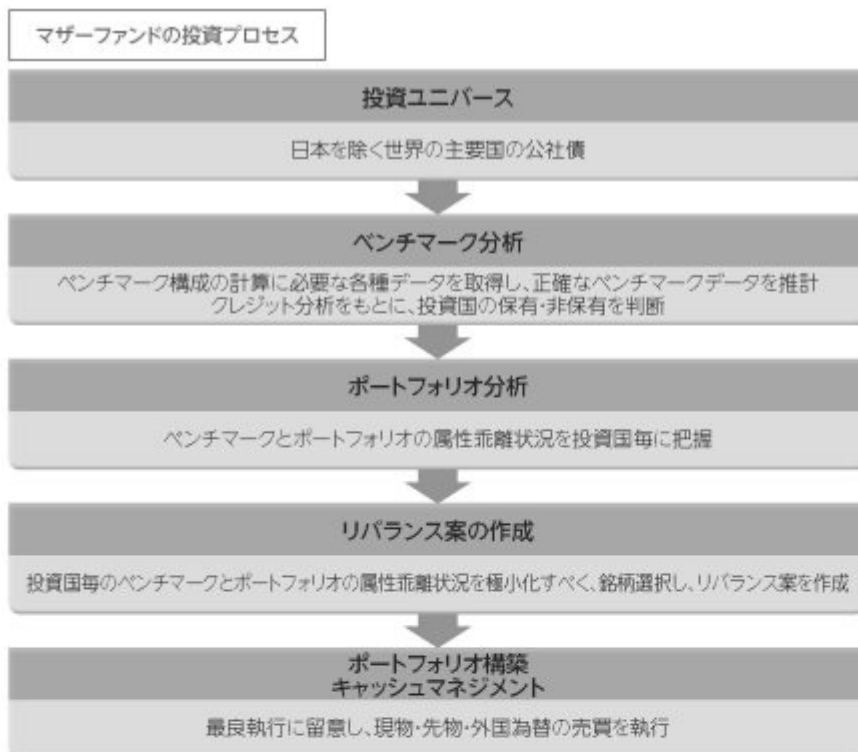 マザーファンドの投資プロセス
投資ユニバース
日本を除く世界の主要国の公社債
ベンチマーク分析
ベンチマーク構成の計算に必要な各種データを取得し、正確なベンチマークデータを推計
クレジット分析をもとに、投資国の保有・非保有を判断
ポートフォリオ分析
ベンチマークとポートフォリオの属性乖離状況を投資国毎に把握
リバランス案の作成
投資国毎のベンチマークとポートフォリオの属性乖離状況を極小化すべく、銘柄選択し、リバランス案を作成
ポートフォリオ構築
キャッシュマネジメント
最良執行に留意し、現物・先物・外国為替の売買を執行